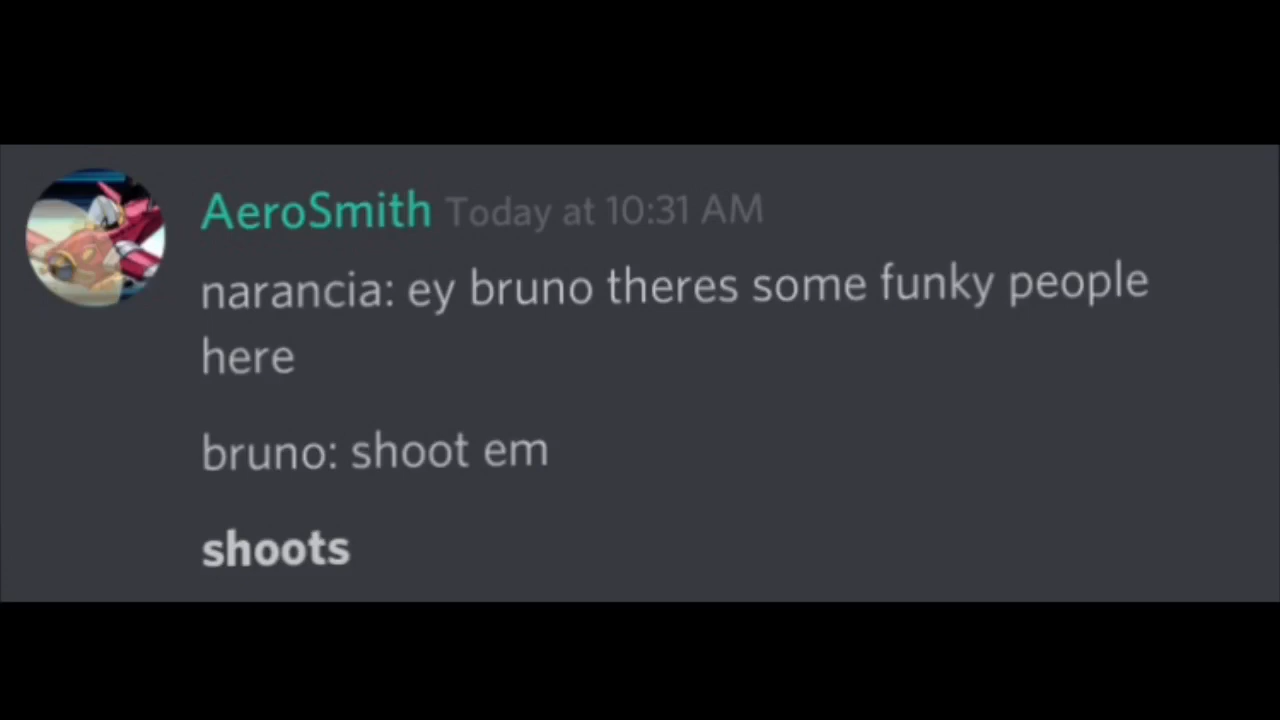 AeroSmith Today at 10:31 AM
narancia: ey bruno theres some funky people
here
bruno: shoot em
shoots